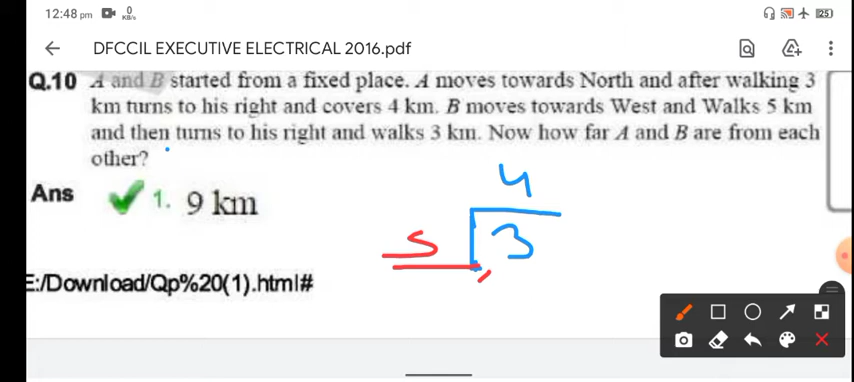 12:48 pm 0 KB/s 25
DFCCIL EXECUTIVE ELECTRICAL 2016.pdf
Q.10 A and B started from a fixed place. A moves towards North and after walking 3
km turns to his right and covers 4 km. B moves towards West and Walks 5 km
and then turns to his right and walks 3 km. Now how far A and B are from each
other?
4
Ans 1. 9 km
5 3
E:/Download/Qp%20(1).html#